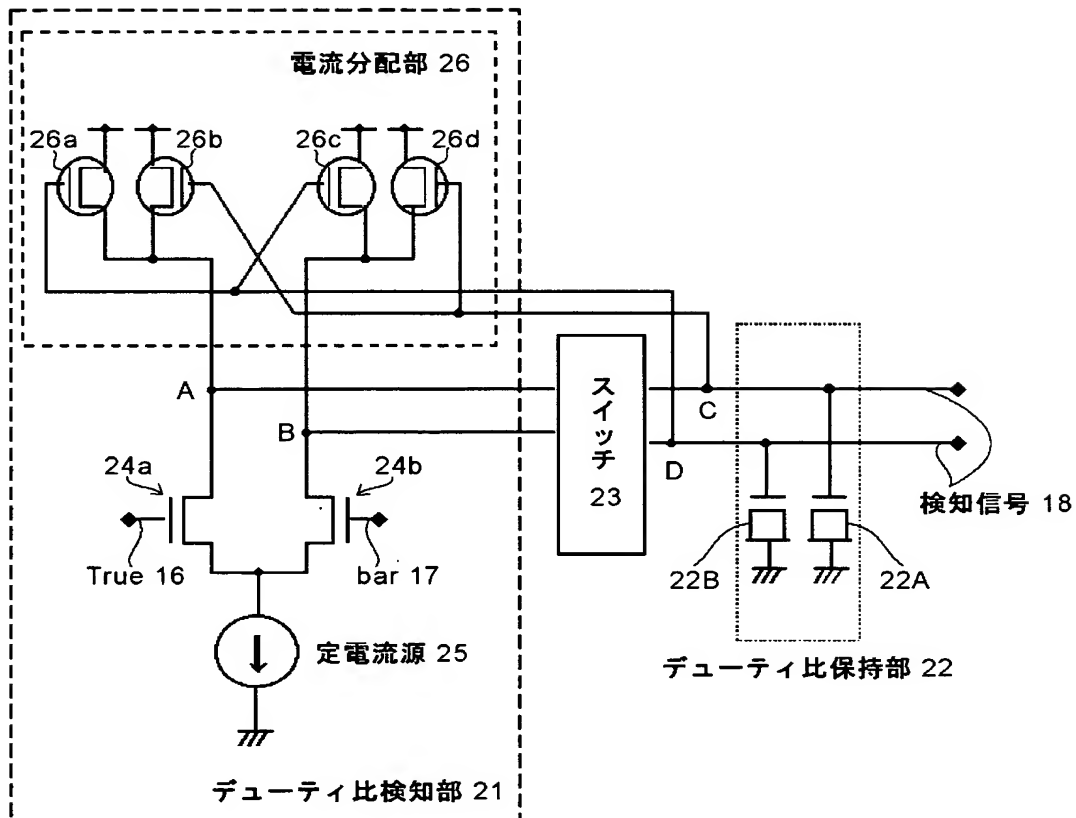 電流分配部 26
26a
26b
26c
26d
A
B
C
D
スイッチ 23
24a
24b
True 16
bar 17
検知信号 18
22B
22A
定電流源 25
デューティ比保持部 22
デューティ比検知部 21